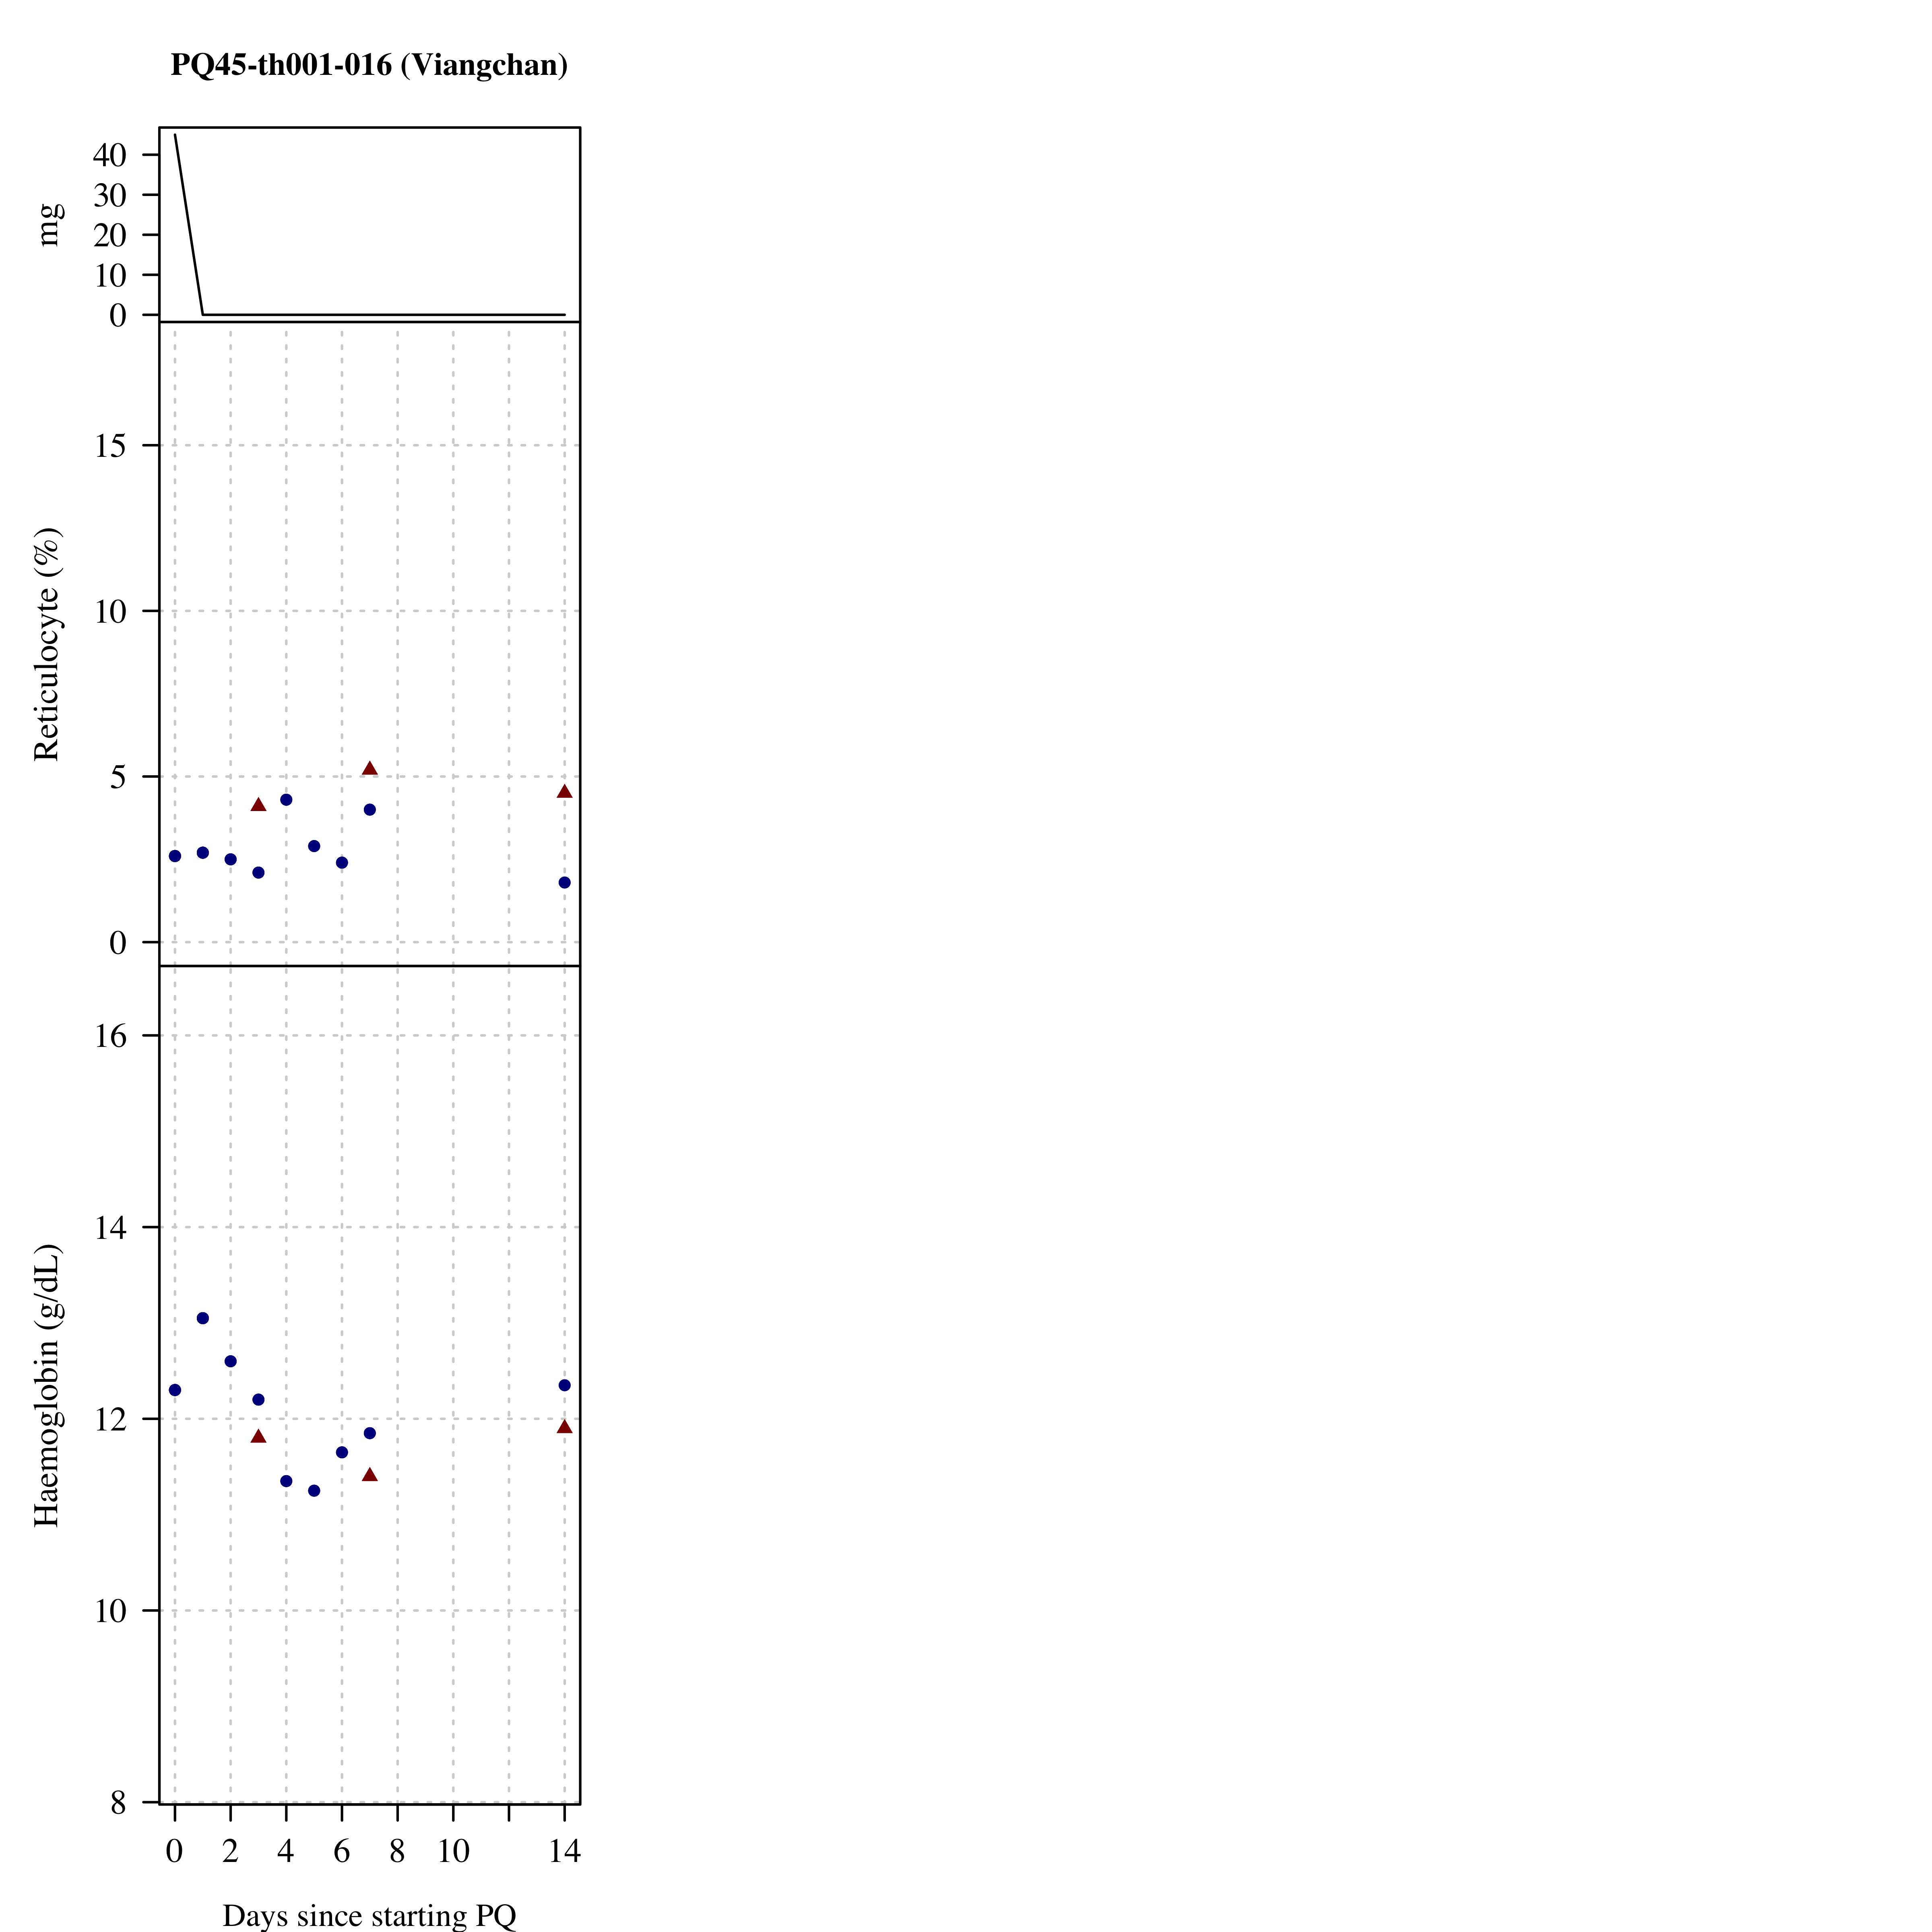 PQ45-th001-016 (Viangchan)
mg
40
30
20
10
0
Reticulocyte (%)
15
10
5
0
Haemoglobin (g/dL)
16
14
12
10
8
0 2 4 6 8 10 14
Days since starting PQ